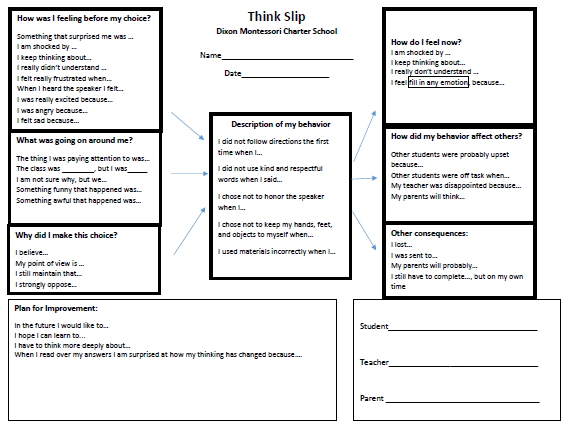 Think Slip
Dixon Montessori Charter School
Name______________________________
Date___________________
How was I feeling before my choice?
Something that surprised me was ...
I am shocked by ...
I keep thinking about...
I really didn't understand ...
I felt really frustrated when...
When I heard the speaker I felt...
I was really excited because...
I was angry because...
I felt sad because...
What was going on around me?
The thing I was paying attention to was...
The class was ________, but I was_____
I am not sure why, but we...
Something funny that happened was...
Something awful that happened was...
Why did I make this choice?
I believe...
My point of view is ...
I still maintain that...
I strongly oppose...
Description of my behavior
I did not follow directions the first
time when I...
I did not use kind and respectful
words when I said...
I chose not to honor the speaker
when I...
I chose not to keep my hands, feet,
and objects to myself when...
I used materials incorrectly when I...
How do I feel now?
I am shocked by ...
I keep thinking about...
I really don't understand ...
I feel fill in any emotion, because...
How did my behavior affect others?
Other students were probably upset
because...
Other students were off task when...
My teacher was disappointed because...
My parents will think...
Other consequences:
I lost...
I was sent to...
My parents will probably...
I still have to complete..., but on my own
time
Plan for Improvement:
In the future I would like to...
I hope I can learn to...
I have to think more deeply about...
When I read over my answers I am surprised at how my thinking has changed because....
Student______________________________
Teacher______________________________
Parent ______________________________